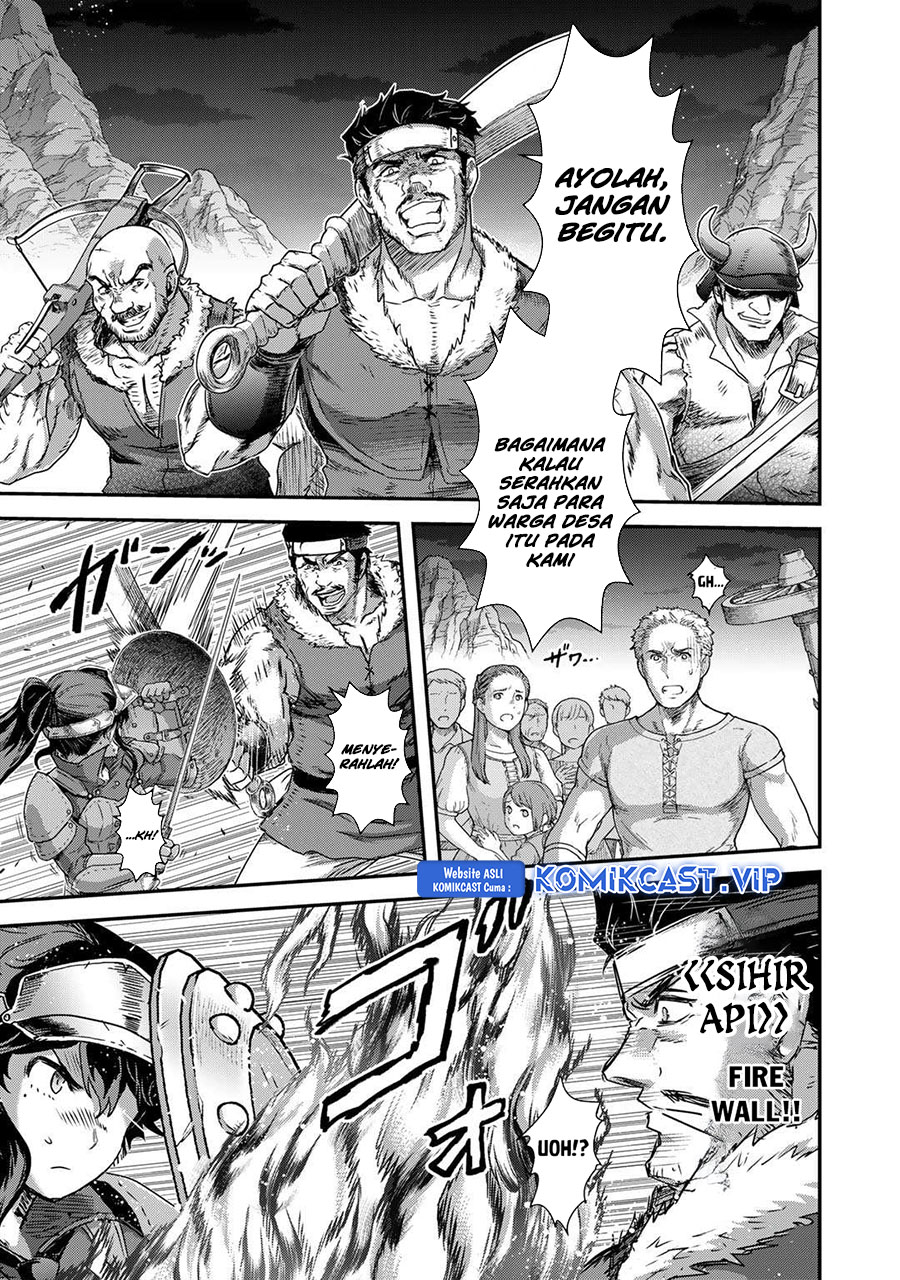 AYOLAH,
JANGAN
BEGITU.
BAGAIMANA
KALAU
SERAHKAN
SAJA PARA
WARGA DESA
ITU PADA
KAMI
GH...
ザワ...
ガンッ
MENYE-
RAHLAH!
...KH!
Website ASLI
KOMIKCAST Cuma :
KOMIKCAST.VIP
<<SIHIR
API>>
FIRE
WALL!!
ゴオ
UOH!?